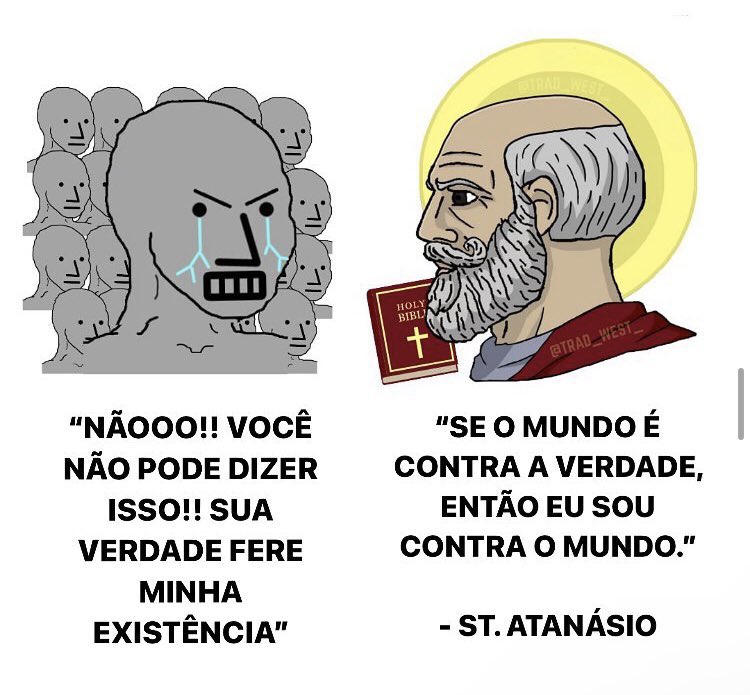 @TRAD_WEST_
HOLY
BIBLE
@TRAD_WEST_
“NÃOOO!! VOCÊ
NÃO PODE DIZER
ISSO!! SUA
VERDADE FERE
MINHA
EXISTÊNCIA”
“SE O MUNDO É
CONTRA A VERDADE,
ENTÃO EU SOU
CONTRA O MUNDO.”
- ST. ATANÁSIO